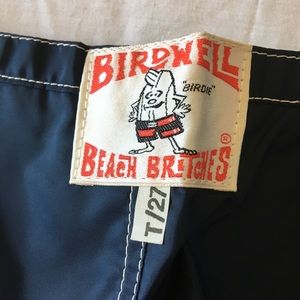 BIRDWELL
"BIRDIE"
BEACH BRITCHES®
T/27